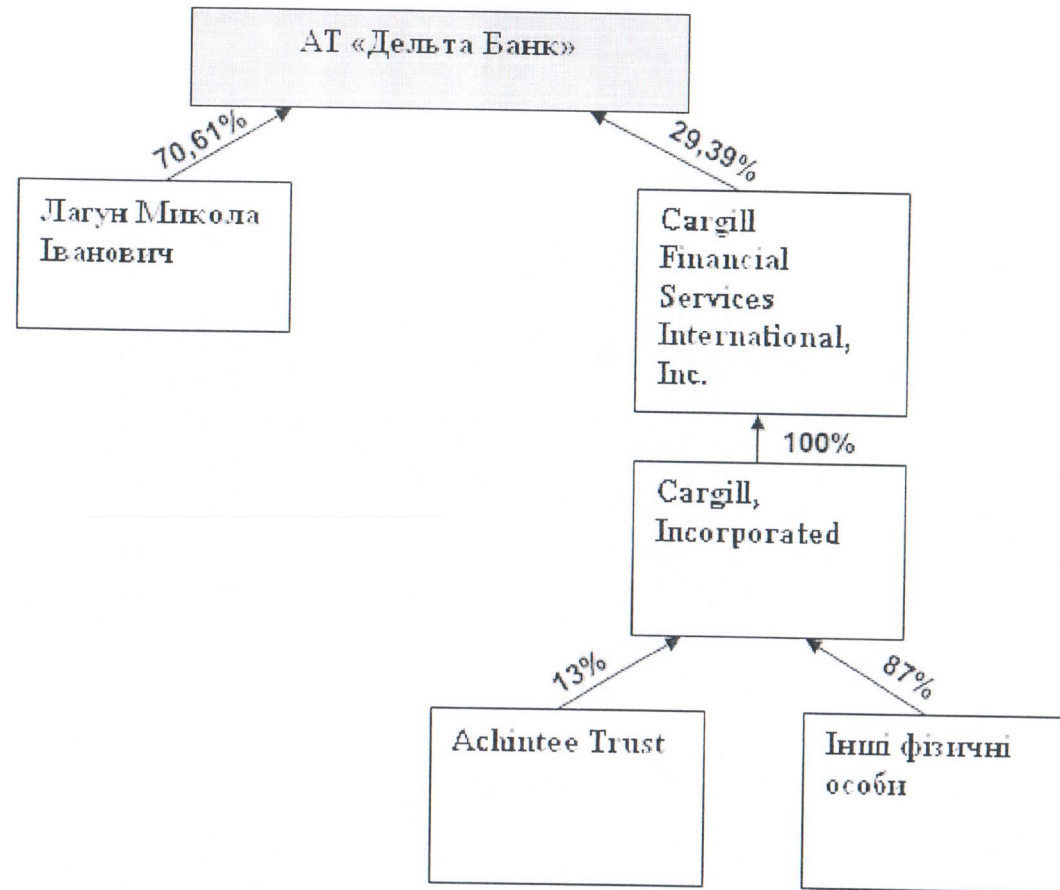 АТ «Дельта Банк»
70,61%
29,39%
Лагун Микола
Іванович
Cargill
Financial
Services
International,
Inc.
100%
Cargill,
Incorporated
13%
87%
Achintee Trust
Інші фізичні
особи